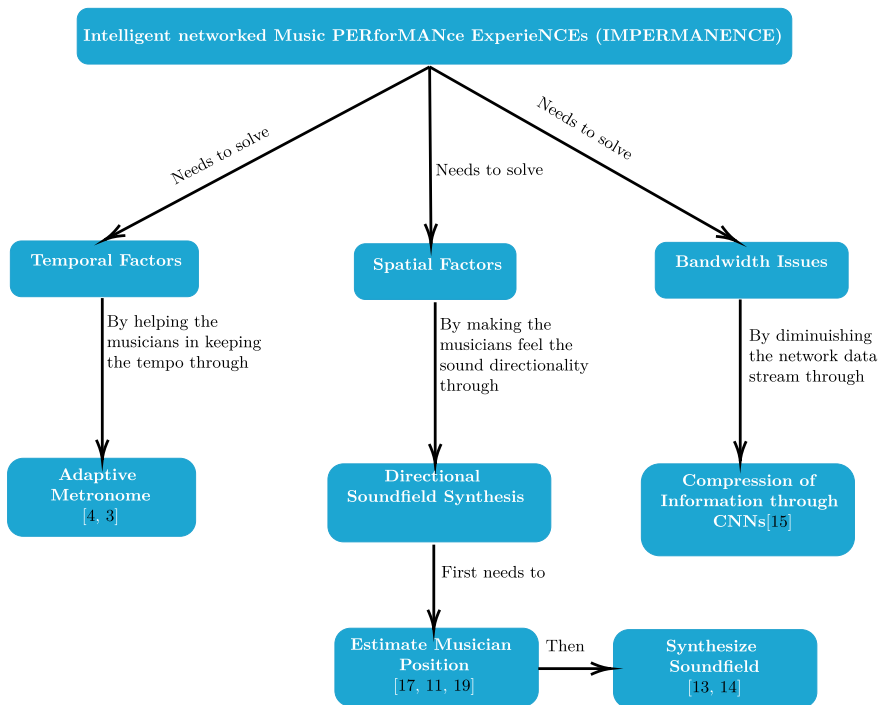 Intelligent networked Music PERforMANce ExperieNCEs (IMPERMANENCE)
Needs to solve
Needs to solve
Needs to solve
Temporal Factors
Spatial Factors
Bandwidth Issues
By helping the
musicians in keeping
the tempo through
By making the
musicians feel the
sound directionality
through
By diminuishing
the network data
stream through
Adaptive
Metronome
[4, 3]
Directional
Soundfield Synthesis
Compression of
Information through
CNNs[15]
First needs to
Estimate Musician
Position
[17, 11, 19]
Then
Synthesize
Soundfield
[13, 14]